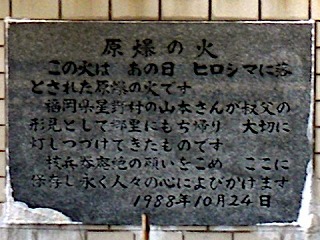 原爆の火
この火は あの日 ヒロシマに落
とされた原爆の火です
福岡県星野村の山本さんが叔父の
形見として郷里にもち帰り 大切に
灯しつづけてきたものです
核兵器廃絶の願いをこめ ここに
保存し永く人々の心によびかけます
1988年10月24日